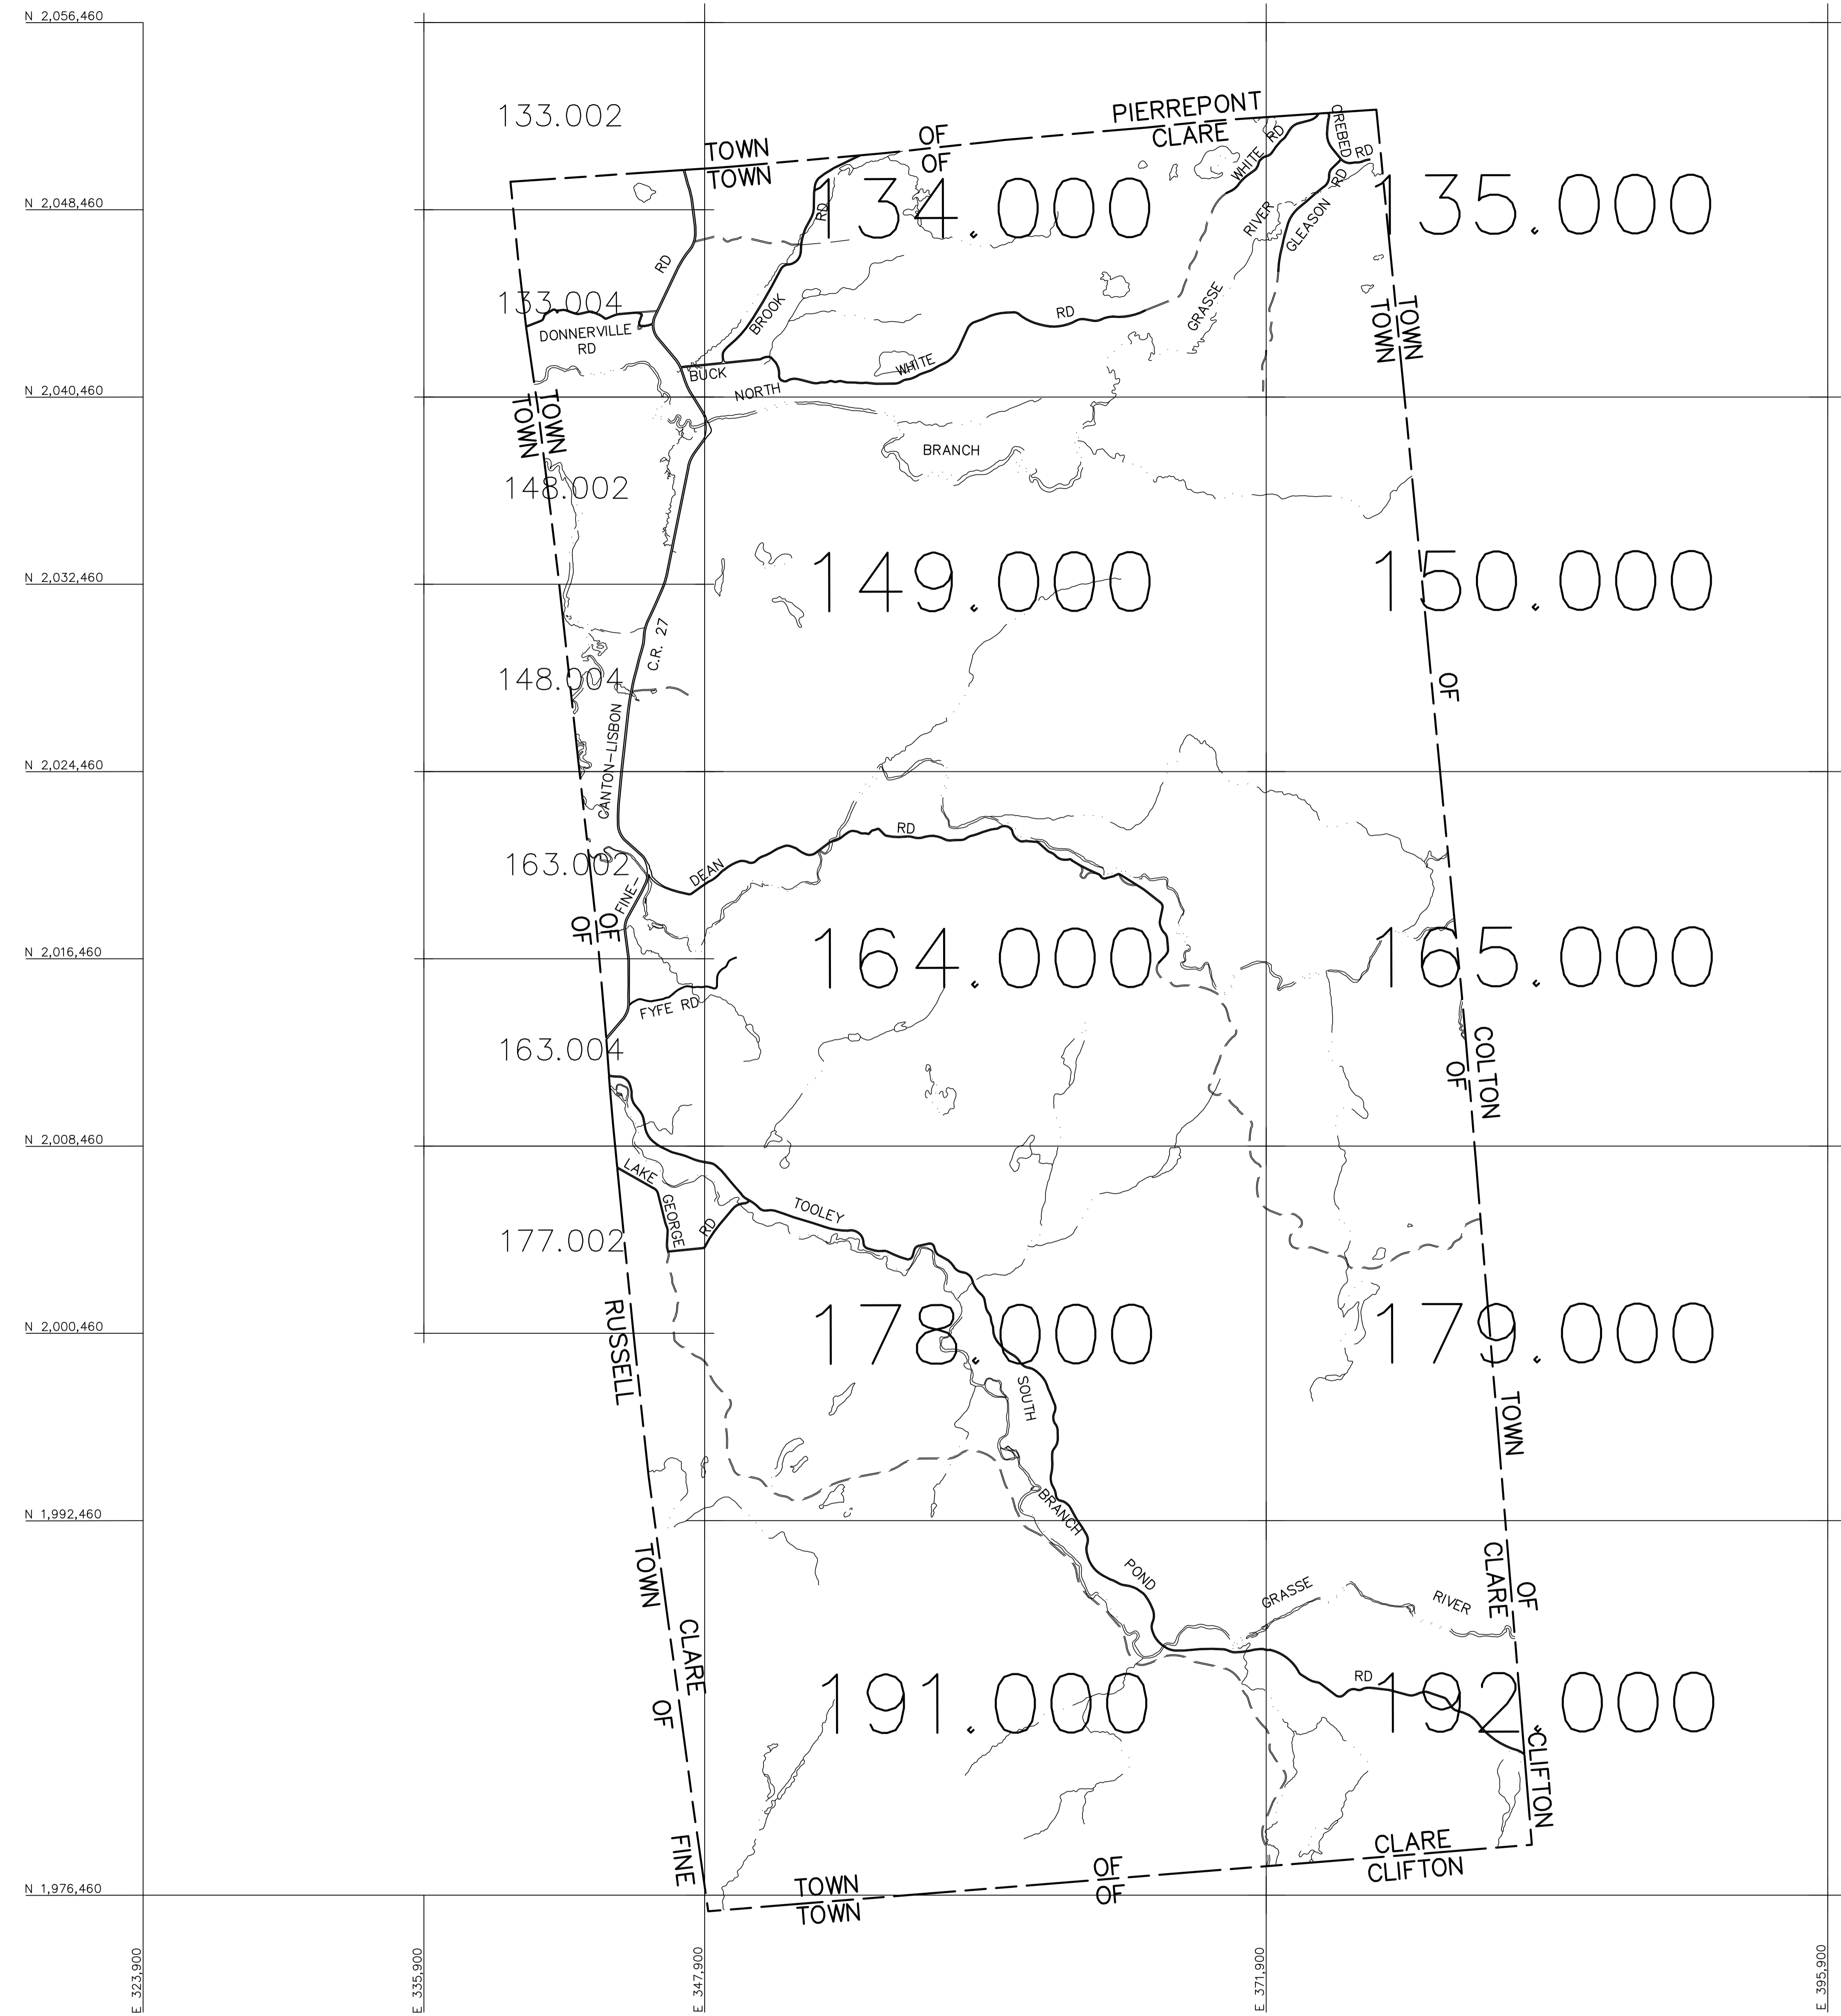 N 2,056,460
133.002
PIERREPONT
CLARE
TOWN
OF
TOWN
OF
CREBED
RD
WHITE RD
N 2,048,460
134.000
135.000
RD
RIVER
GLEASON RD
RD
133.004
BROOK
GRASSE
RD
TOWN
TOWN
DONNERVILLE
RD
BUCK
WHITE
NORTH
N 2,040,460
TOWN
TOWN
BRANCH
148.002
N 2,032,460
149.000
150.000
C.R. 27
148.004
OF
CANTON-LISBON
N 2,024,460
RD
163.002
DEAN
FINE-
OF
OF
N 2,016,460
164.000
165.000
FYFE RD
163.004
COLTON
OF
N 2,008,460
LAKE
GEORGE
RD
TOOLEY
177.002
RUSSELL
N 2,000,460
178.000
179.000
SOUTH
TOWN
BRANCH
N 1,992,460
TOWN
POND
CLARE
OF
GRASSE
RIVER
CLARE
OF
RD
191.000
192.000
CLIFTON
FINE
CLARE
CLIFTON
TOWN
OF
TOWN
OF
N 1,976,460
E 323,900
E 335,900
E 347,900
E 371,900
E 395,900